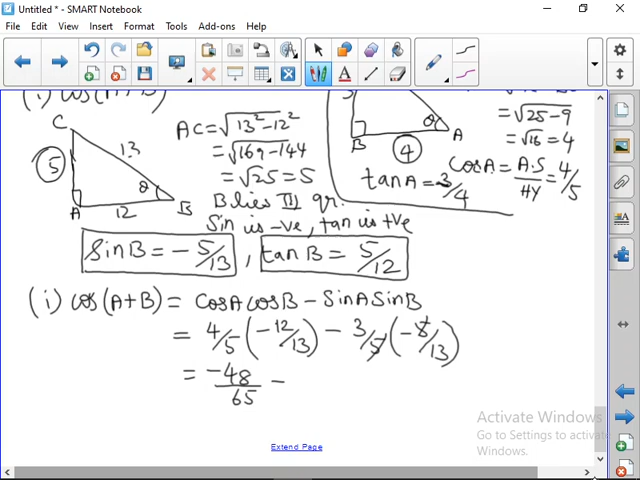 Untitled * - SMART Notebook
File Edit View Insert Format Tools Add-ons Help
(i) cos(A+B)
C
13
5
θ
A
12
B
AC = √13² - 12²
= √169 - 144
= √25 = 5
B lies III qr.
Sin is -ve, tan is +ve
B
4
θ
A
= √25 - 9
= √16 = 4
tan A = 3/4
cos A = A.S/HY = 4/5
Sin B = - 5/13 , tan B = 5/12
(i) cos(A+B) = cosA cosB - sinA sinB
= 4/5 (-12/13) - 3/5 (-5/13)
= -48/65 -
Activate Windows
Go to Settings to activate
Windows.
Extend Page